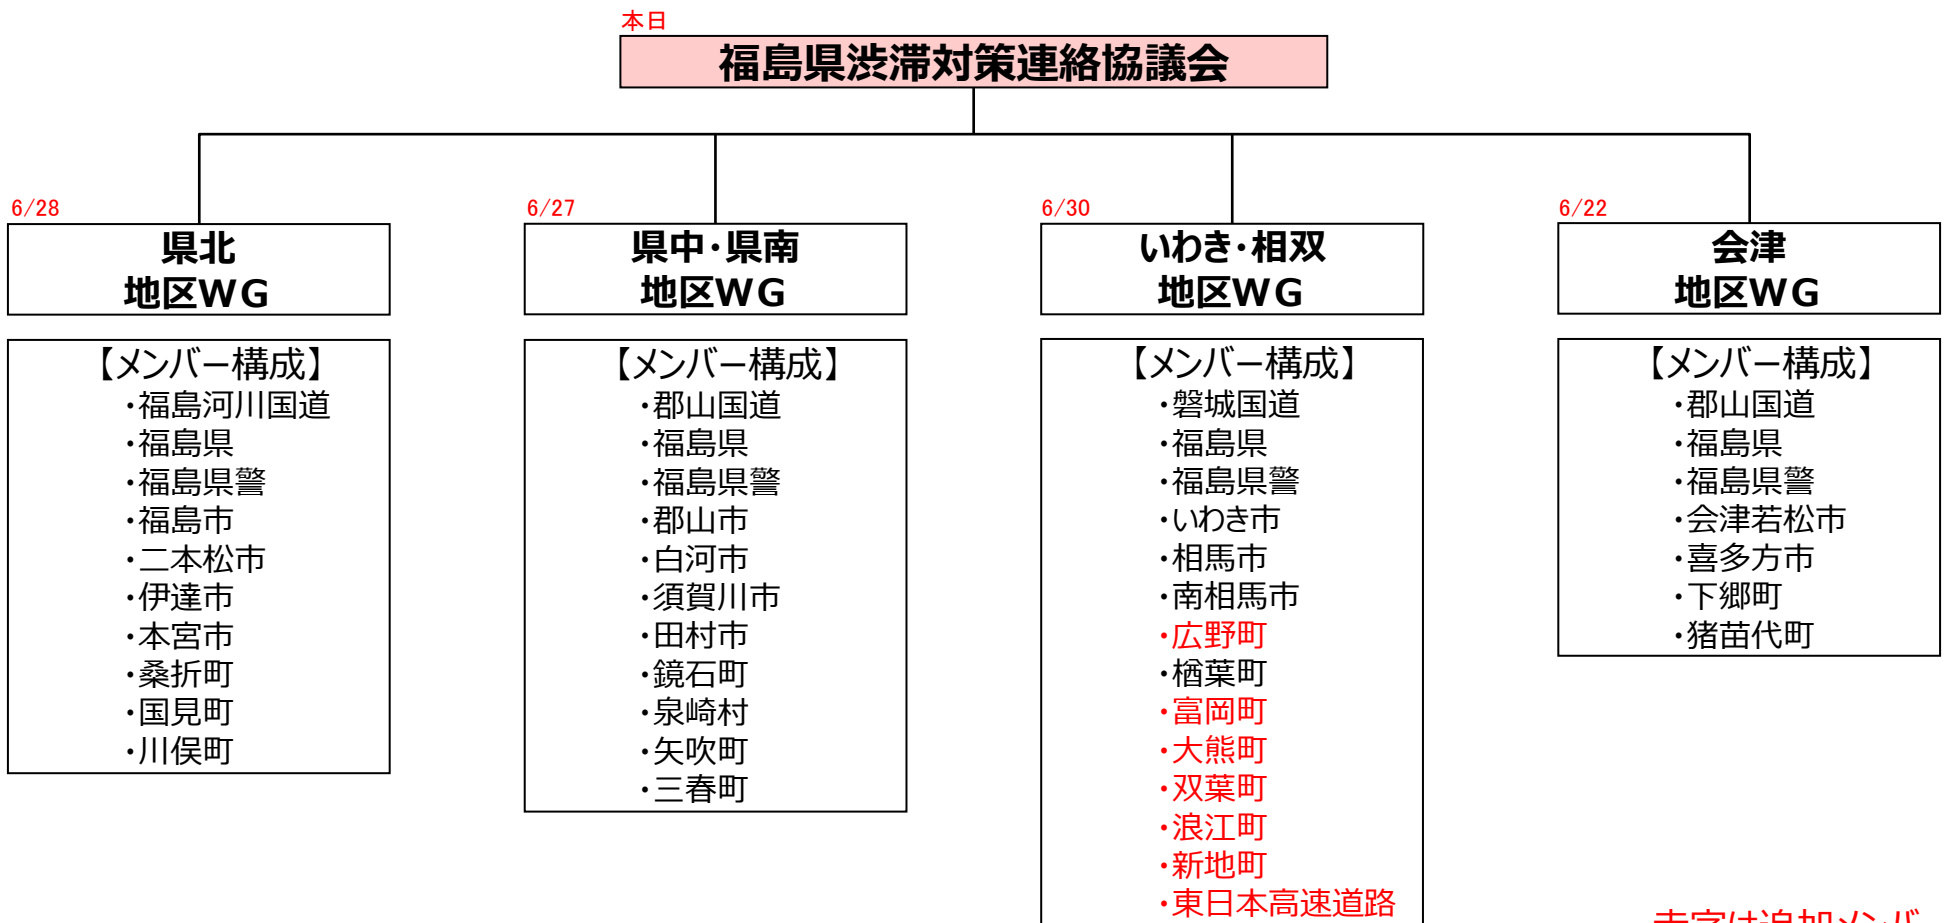 本日
福島県渋滞対策連絡協議会
6/28
県北
地区WG
【メンバー構成】
・福島河川国道
・福島県
・福島県警
・福島市
・二本松市
・伊達市
・本宮市
・桑折町
・国見町
・川俣町
6/27
県中・県南
地区WG
【メンバー構成】
・郡山国道
・福島県
・福島県警
・郡山市
・白河市
・須賀川市
・田村市
・鏡石町
・泉崎村
・矢吹町
・三春町
6/30
いわき・相双
地区WG
【メンバー構成】
・磐城国道
・福島県
・福島県警
・いわき市
・相馬市
・南相馬市
・広野町
・楢葉町
・富岡町
・大熊町
・双葉町
・浪江町
・新地町
・東日本高速道路
6/22
会津
地区WG
【メンバー構成】
・郡山国道
・福島県
・福島県警
・会津若松市
・喜多方市
・下郷町
・猪苗代町
赤字は追加メンバ